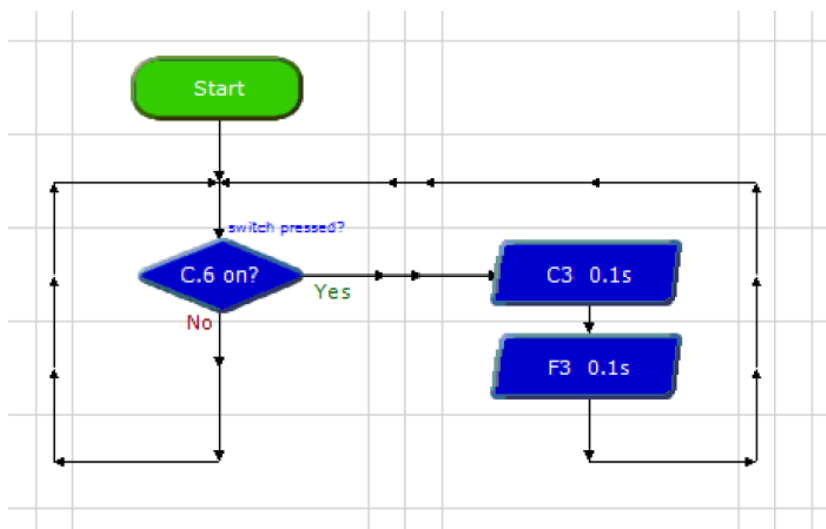 Start
switch pressed?
C.6 on?
Yes
No
C3 0.1s
F3 0.1s